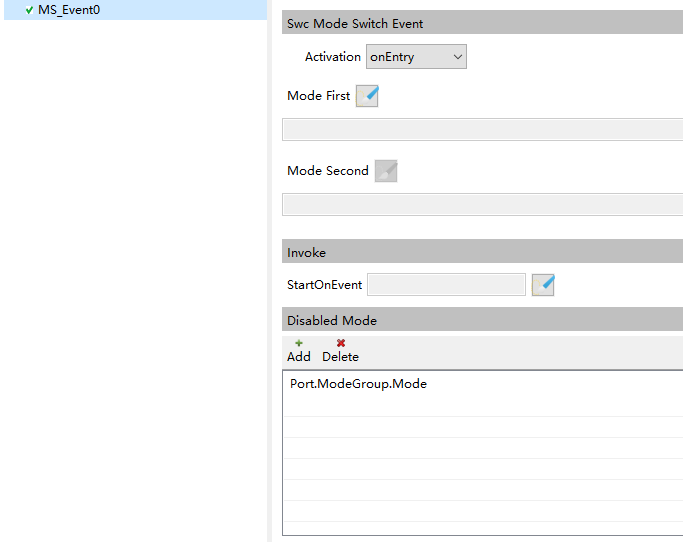 MS_Event0
Swc Mode Switch Event
Activation onEntry
Mode First
Mode Second
Invoke
StartOnEvent
Disabled Mode
Add Delete
Port.ModeGroup.Mode